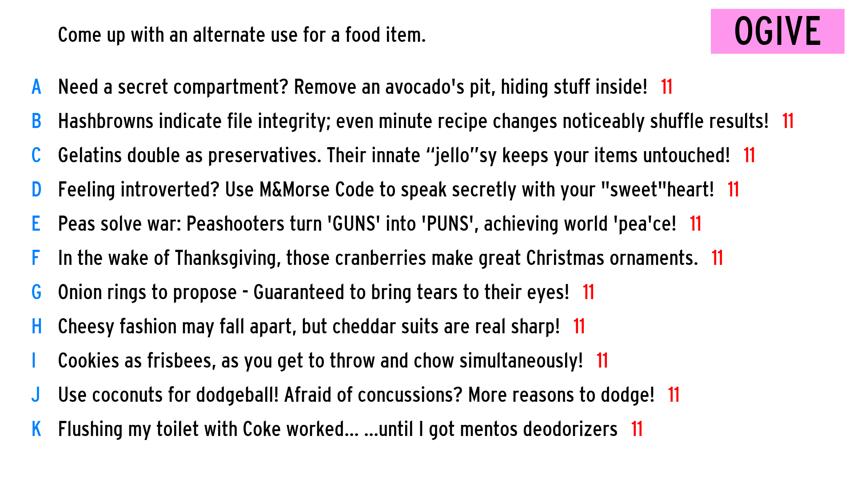 Come up with an alternate use for a food item.
OGIVE
A Need a secret compartment? Remove an avocado's pit, hiding stuff inside! 11
B Hashbrowns indicate file integrity; even minute recipe changes noticeably shuffle results! 11
C Gelatins double as preservatives. Their innate “jello”sy keeps your items untouched! 11
D Feeling introverted? Use M&Morse Code to speak secretly with your "sweet"heart! 11
E Peas solve war: Peashooters turn 'GUNS' into 'PUNS', achieving world 'pea'ce! 11
F In the wake of Thanksgiving, those cranberries make great Christmas ornaments. 11
G Onion rings to propose - Guaranteed to bring tears to their eyes! 11
H Cheesy fashion may fall apart, but cheddar suits are real sharp! 11
I Cookies as frisbees, as you get to throw and chow simultaneously! 11
J Use coconuts for dodgeball! Afraid of concussions? More reasons to dodge! 11
K Flushing my toilet with Coke worked... ...until I got mentos deodorizers 11